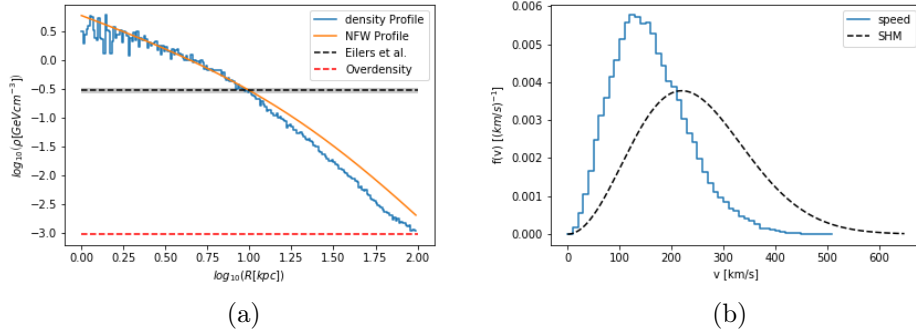 density Profile
NFW Profile
Eilers et al.
Overdensity
0.5
0.0
−0.5
−1.0
−1.5
−2.0
−2.5
−3.0
log₁₀(ρ[GeVcm⁻³])
0.00 0.25 0.50 0.75 1.00 1.25 1.50 1.75 2.00
log₁₀(R[kpc])
(a)
speed
SHM
0.006
0.005
0.004
0.003
0.002
0.001
0.000
f(v) [(km/s)⁻¹]
0 100 200 300 400 500 600
v [km/s]
(b)